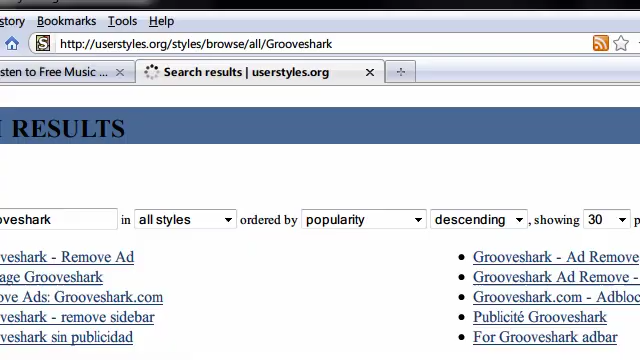 story Bookmarks Tools Help
http://userstyles.org/styles/browse/all/Grooveshark
sten to Free Music ... Search results | userstyles.org
RESULTS
oveshark in all styles ordered by popularity descending , showing 30 p
veshark - Remove Ad
age Grooveshark
ove Ads: Grooveshark.com
veshark - remove sidebar
veshark sin publicidad
Grooveshark - Ad Remove
Grooveshark Ad Remove -
Grooveshark.com - Adbloc
Publicité Grooveshark
For Grooveshark adbar